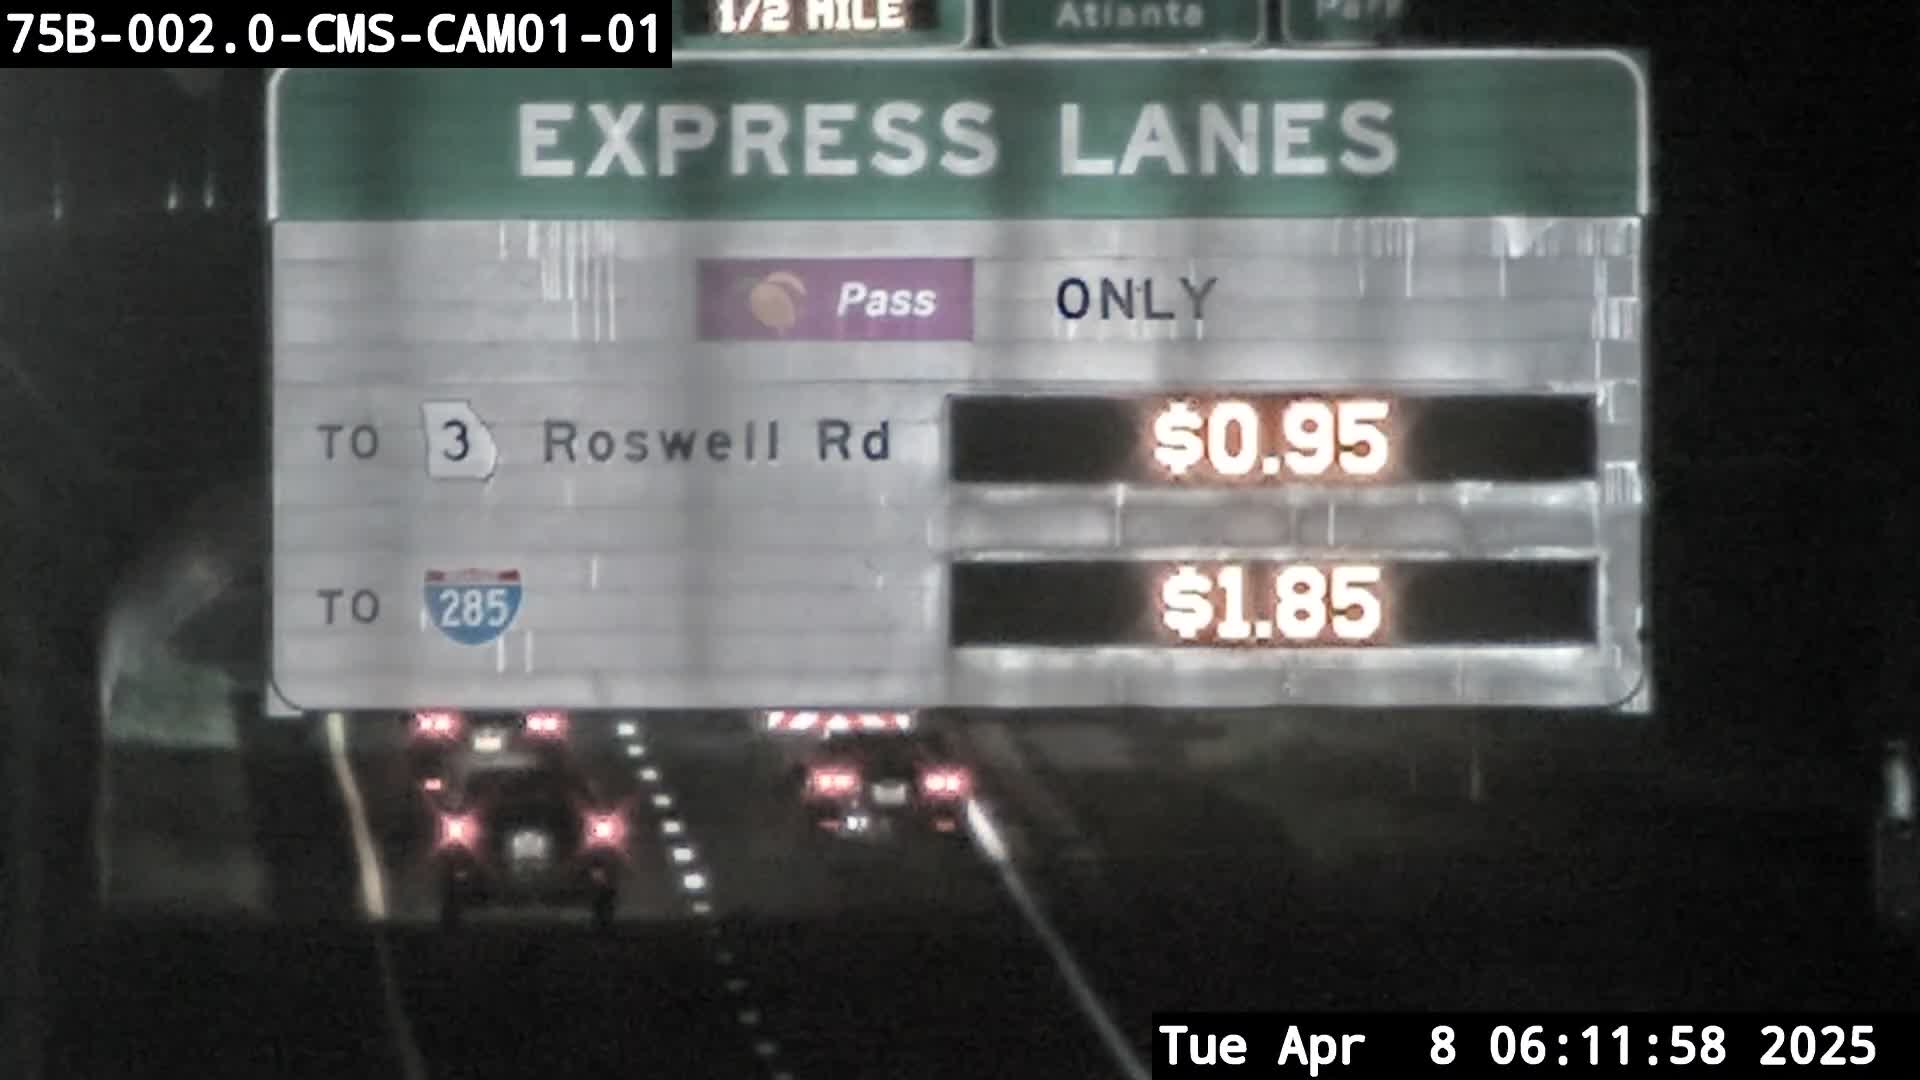 75B-002.0-CMS-CAM01-01
1/2 MILE
Atlanta
EXPRESS LANES
Pass ONLY
TO 3 Roswell Rd $0.95
TO 285 $1.85
Tue Apr 8 06:11:58 2025